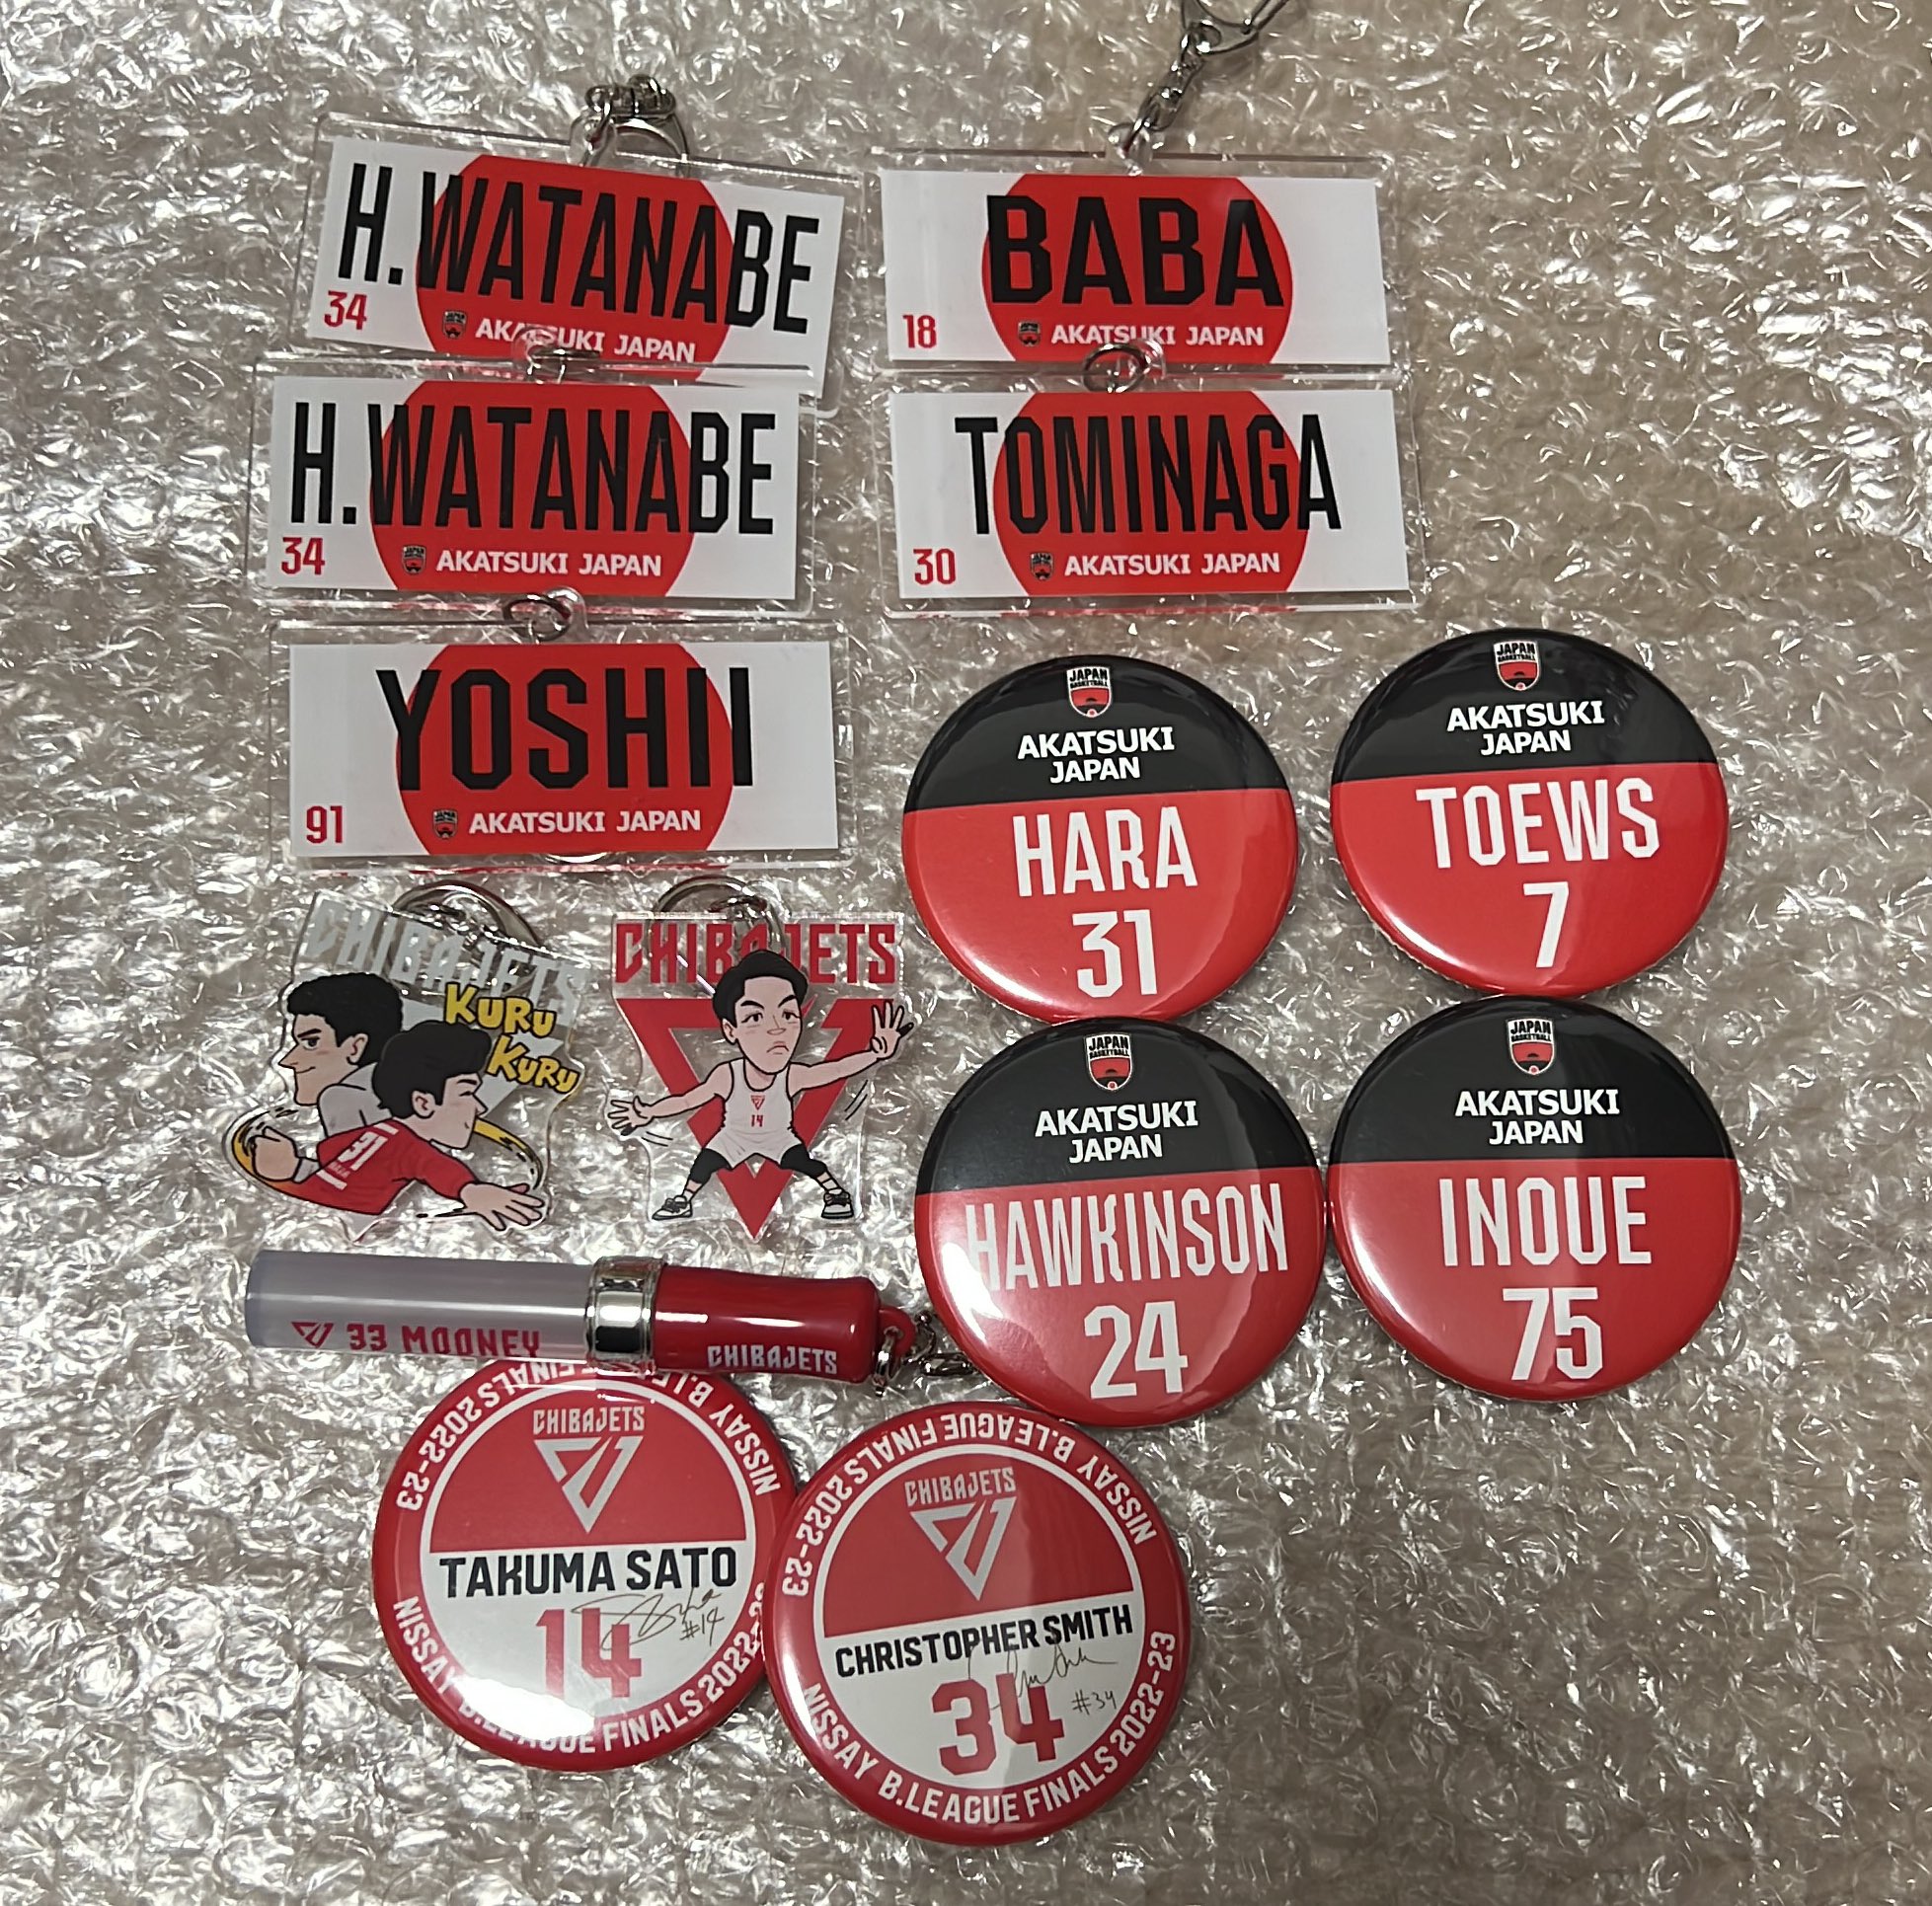 H.WATANABE
34
AKATSUKI JAPAN
BABA
18
AKATSUKI JAPAN
H.WATANABE
34
AKATSUKI JAPAN
TOMINAGA
30
AKATSUKI JAPAN
YOSHII
91
AKATSUKI JAPAN
JAPAN
BASKETBALL
AKATSUKI
JAPAN
HARA
31
JAPAN
BASKETBALL
AKATSUKI
JAPAN
TOEWS
7
CHIBAJETS
KURU
KURU
31
CHIBAJETS
14
JAPAN
BASKETBALL
AKATSUKI
JAPAN
HAWKINSON
24
JAPAN
BASKETBALL
AKATSUKI
JAPAN
INOUE
75
33 MOONEY
CHIBAJETS
NISSAY B.LEAGUE FINALS 2022-23
CHIBAJETS
TAKUMA SATO
14
#14
NISSAY B.LEAGUE FINALS 2022-23
NISSAY B.LEAGUE FINALS 2022-23
CHIBAJETS
CHRISTOPHER SMITH
34
#34
NISSAY B.LEAGUE FINALS 2022-23